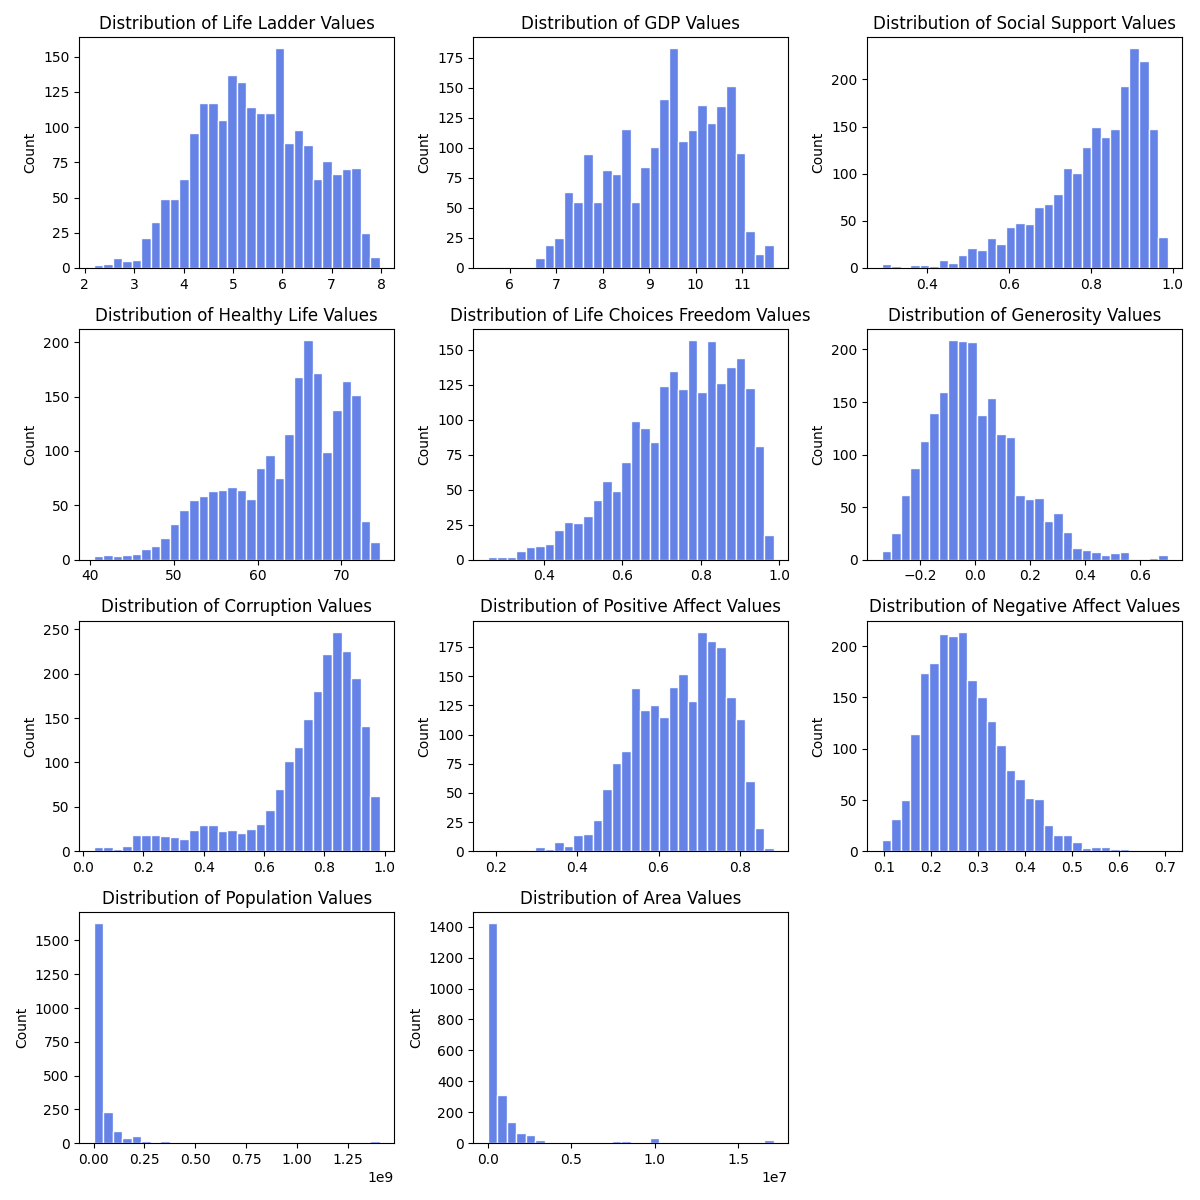 Distribution of Life Ladder Values
Count
0
25
50
75
100
125
150
2 3 4 5 6 7 8
Distribution of GDP Values
Count
0
25
50
75
100
125
150
175
6 7 8 9 10 11
Distribution of Social Support Values
Count
0
50
100
150
200
0.4 0.6 0.8 1.0
Distribution of Healthy Life Values
Count
0
50
100
150
200
40 50 60 70
Distribution of Life Choices Freedom Values
Count
0
25
50
75
100
125
150
0.4 0.6 0.8 1.0
Distribution of Generosity Values
Count
0
50
100
150
200
−0.2 0.0 0.2 0.4 0.6
Distribution of Corruption Values
Count
0
50
100
150
200
250
0.0 0.2 0.4 0.6 0.8 1.0
Distribution of Positive Affect Values
Count
0
25
50
75
100
125
150
175
0.2 0.4 0.6 0.8
Distribution of Negative Affect Values
Count
0
50
100
150
200
0.1 0.2 0.3 0.4 0.5 0.6 0.7
Distribution of Population Values
Count
0
250
500
750
1000
1250
1500
0.00 0.25 0.50 0.75 1.00 1.25
1e9
Distribution of Area Values
Count
0
200
400
600
800
1000
1200
1400
0.0 0.5 1.0 1.5
1e7